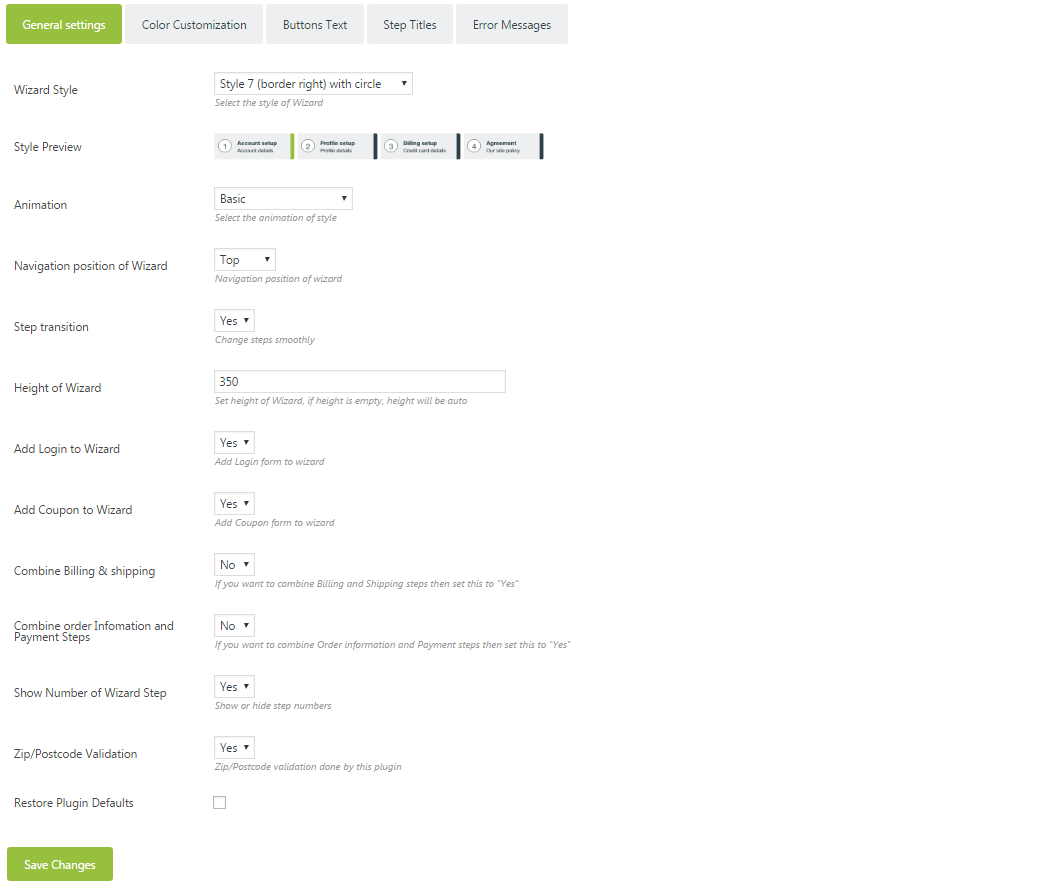 General settings
Color Customization
Buttons Text
Step Titles
Error Messages
Wizard Style
Style 7 (border right) with circle
Select the style of Wizard
Style Preview
1 Account setup
Account details
2 Profile setup
Profile details
3 Billing setup
Credit card details
4 Agreement
Our site policy
Animation
Basic
Select the animation of style
Navigation position of Wizard
Top
Navigation position of wizard
Step transition
Yes
Change steps smoothly
Height of Wizard
350
Set height of Wizard, if height is empty, height will be auto
Add Login to Wizard
Yes
Add Login form to wizard
Add Coupon to Wizard
Yes
Add Coupon form to wizard
Combine Billing & shipping
No
If you want to combine Billing and Shipping steps then set this to "Yes"
Combine order Infomation and
Payment Steps
No
If you want to combine Order information and Payment steps then set this to "Yes"
Show Number of Wizard Step
Yes
Show or hide step numbers
Zip/Postcode Validation
Yes
Zip/Postcode validation done by this plugin
Restore Plugin Defaults
Save Changes